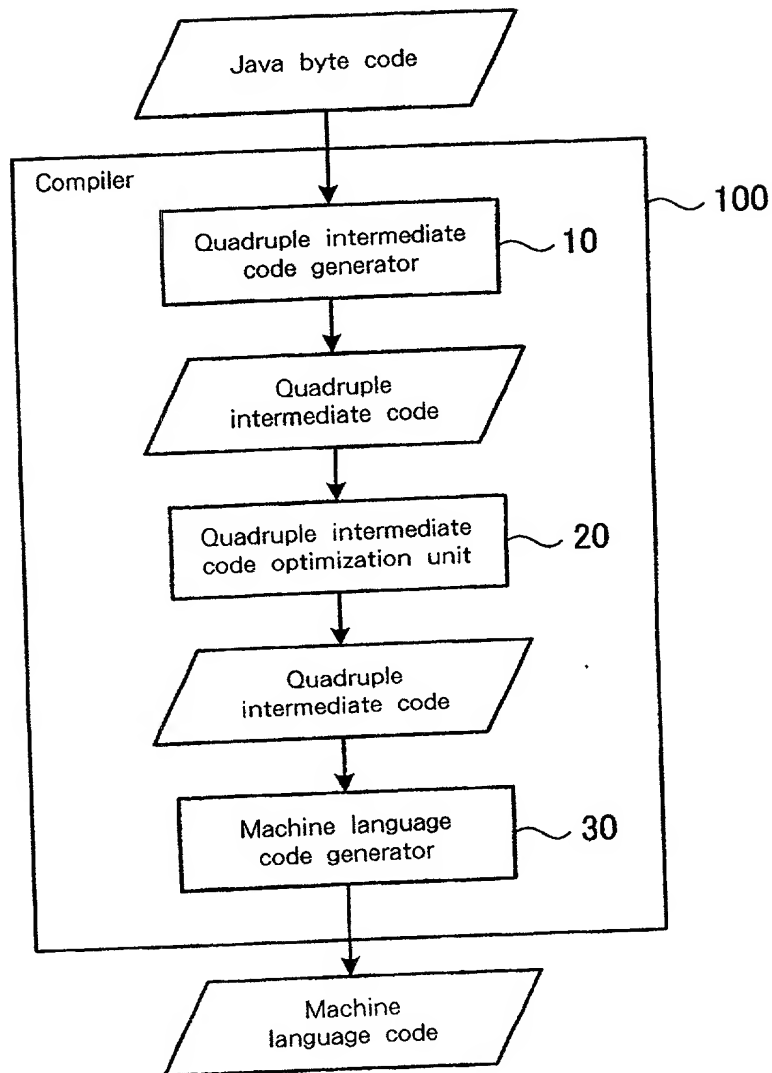 Java byte code
Compiler
100
Quadruple intermediate
code generator
10
Quadruple
intermediate code
Quadruple intermediate
code optimization unit
20
Quadruple
intermediate code
Machine language
code generator
30
Machine
language code